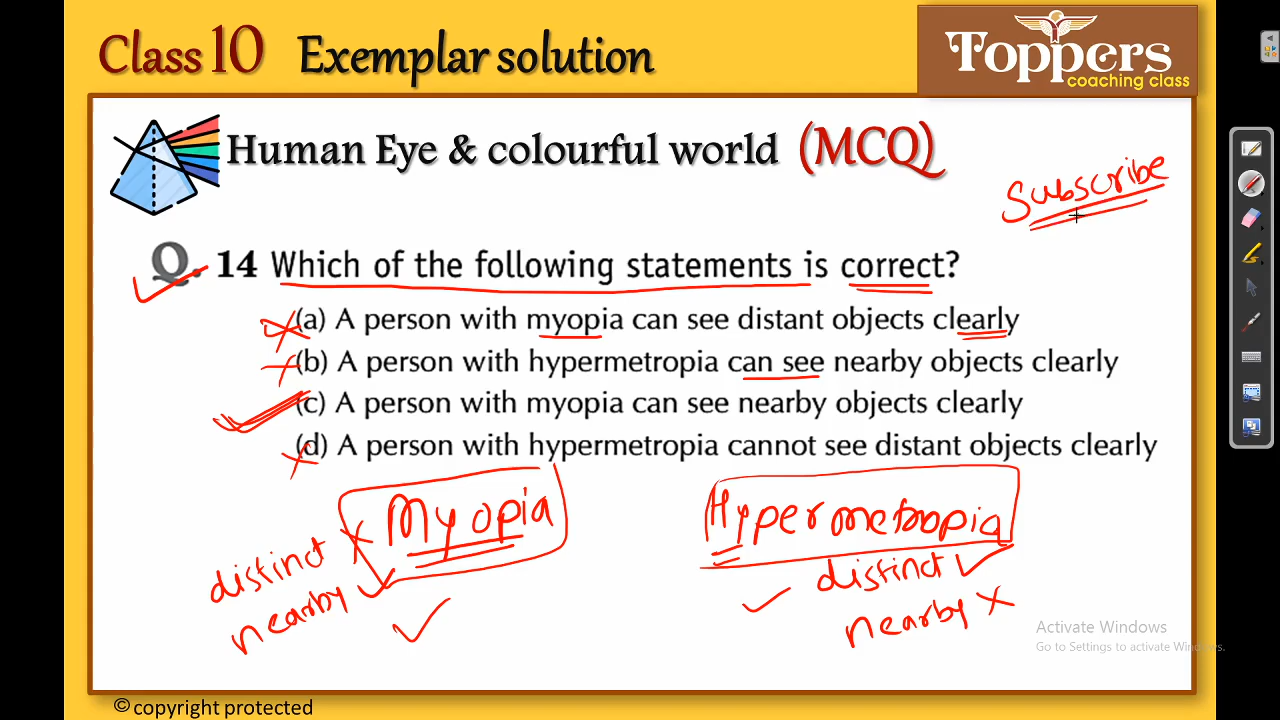 Class 10 Exemplar solution
Toppers
coaching class
Human Eye & colourful world (MCQ)
Subscribe
Q. 14 Which of the following statements is correct?
(a) A person with myopia can see distant objects clearly
(b) A person with hypermetropia can see nearby objects clearly
(c) A person with myopia can see nearby objects clearly
(d) A person with hypermetropia cannot see distant objects clearly
Myopia
distinct
nearby
Hypermetropia
distinct
nearby
Activate Windows
Go to Settings to activate Windows.
© copyright protected